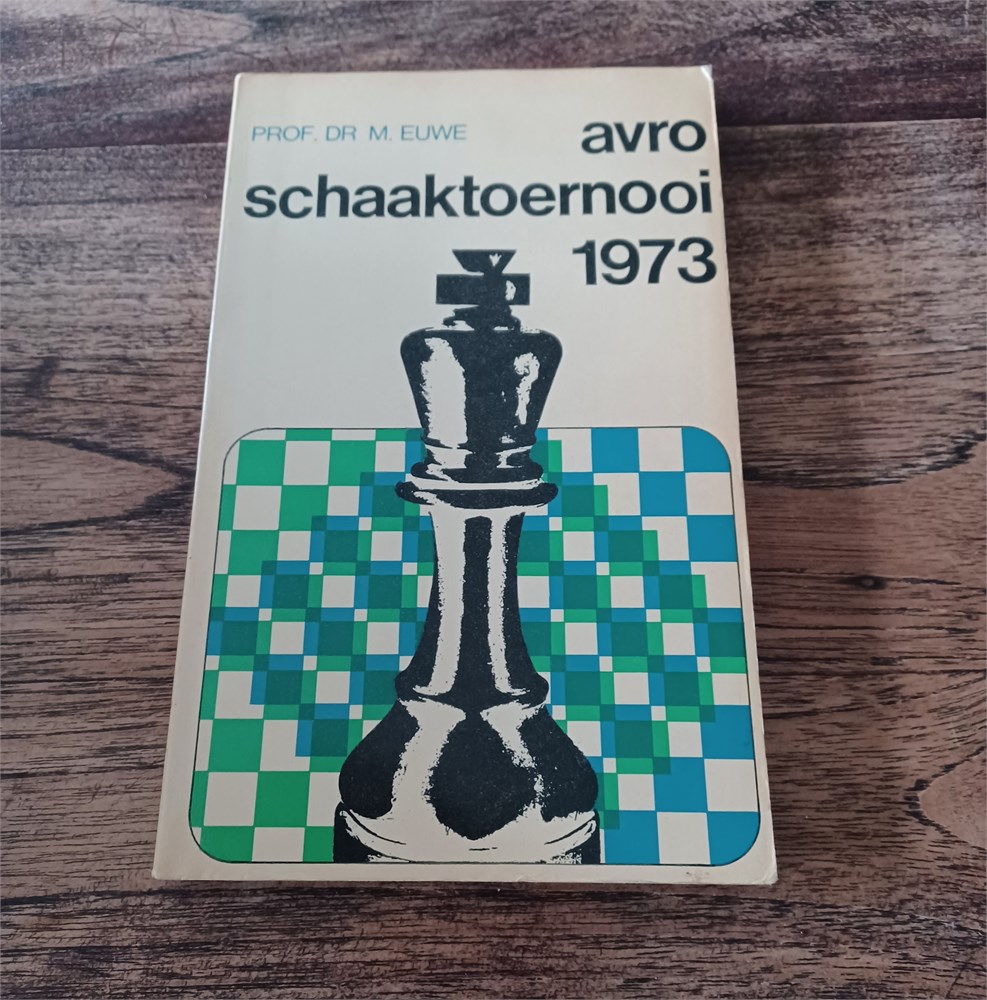 PROF. DR M. EUWE
avro
schaaktoernooi
1973